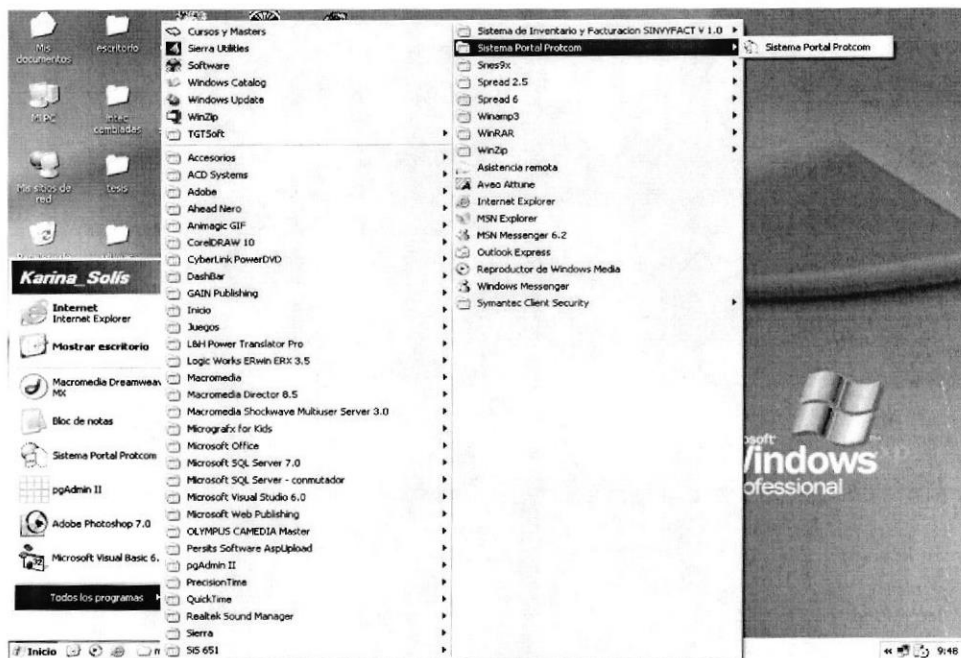 Mis documentos
escritorio
Mi PC
intec cambiadas
Mis sitios de red
tesis
Karina_Solís
Internet
Internet Explorer
Mostrar escritorio
Macromedia Dreamweav
MX
Bloc de notas
Sistema Portal Protcom
pgAdmin II
Adobe Photoshop 7.0
Microsoft Visual Basic 6.
Todos los programas
Inicio
Cursos y Masters
Sierra Utilities
Software
Windows Catalog
Windows Update
WinZip
TGTSoft
Accesorios
ACD Systems
Adobe
Ahead Nero
Animagic GIF
CorelDRAW 10
CyberLink PowerDVD
DashBar
GAIN Publishing
Inicio
Juegos
L&H Power Translator Pro
Logic Works ERwin ERX 3.5
Macromedia
Macromedia Director 8.5
Macromedia Shockwave Multiuser Server 3.0
Micrografx for Kids
Microsoft Office
Microsoft SQL Server 7.0
Microsoft SQL Server - conmutador
Microsoft Visual Studio 6.0
Microsoft Web Publishing
OLYMPUS CAMEDIA Master
Persits Software AspUpload
pgAdmin II
PrecisionTime
QuickTime
Realtek Sound Manager
Sierra
SiS 651
Sistema de Inventario y Facturacion SINVYFACT V 1.0
Sistema Portal Protcom
Snes9x
Spread 2.5
Spread 6
Winamp3
WinRAR
WinZip
Asistencia remota
Aveo Attune
Internet Explorer
MSN Explorer
MSN Messenger 6.2
Outlook Express
Reproductor de Windows Media
Windows Messenger
Symantec Client Security
Sistema Portal Protcom
osoft
Windows xp
ofessional
9:48